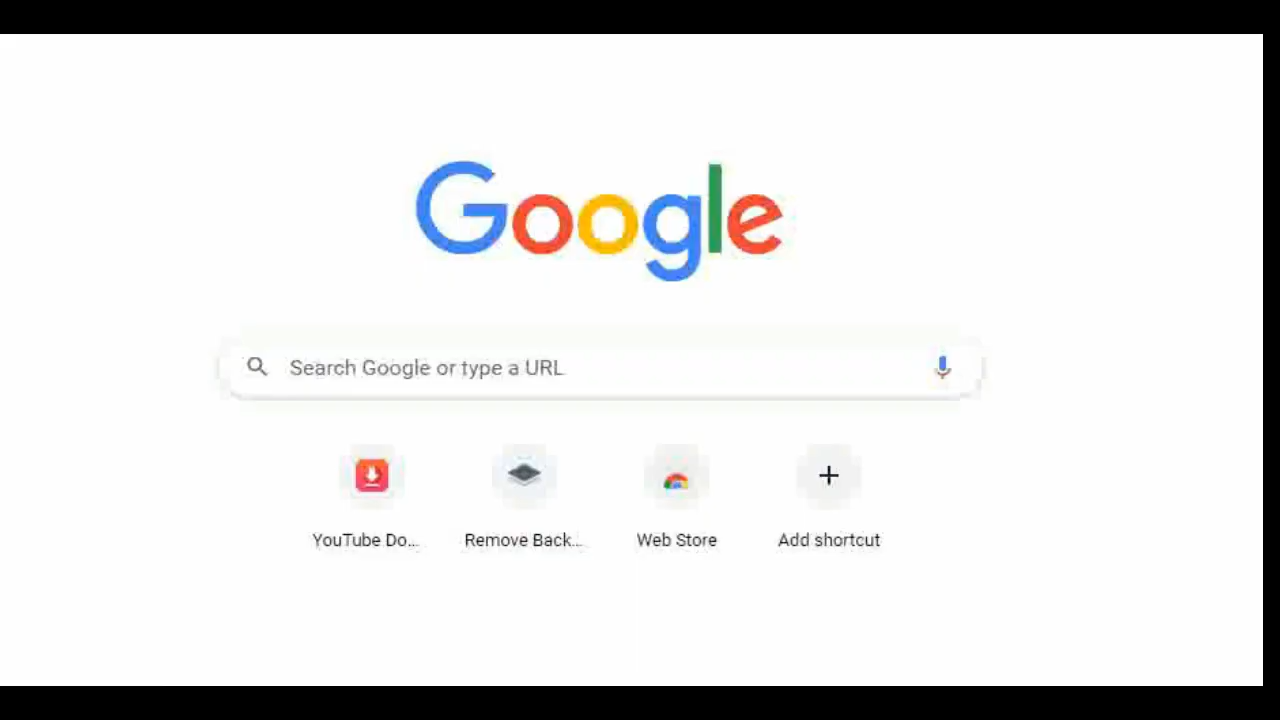 Google
Search Google or type a URL
YouTube Do...
Remove Back...
Web Store
Add shortcut